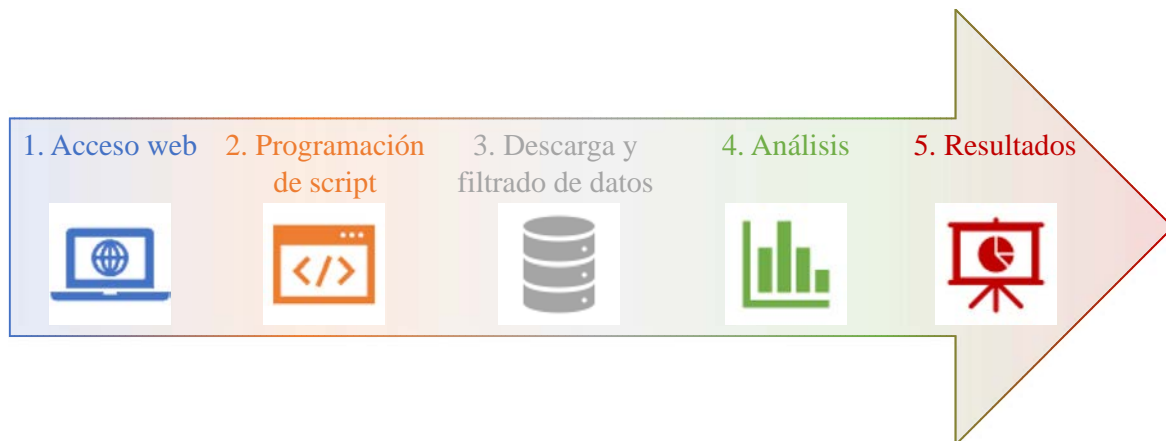 1. Acceso web
2. Programación
de script
3. Descarga y
filtrado de datos
4. Análisis
5. Resultados